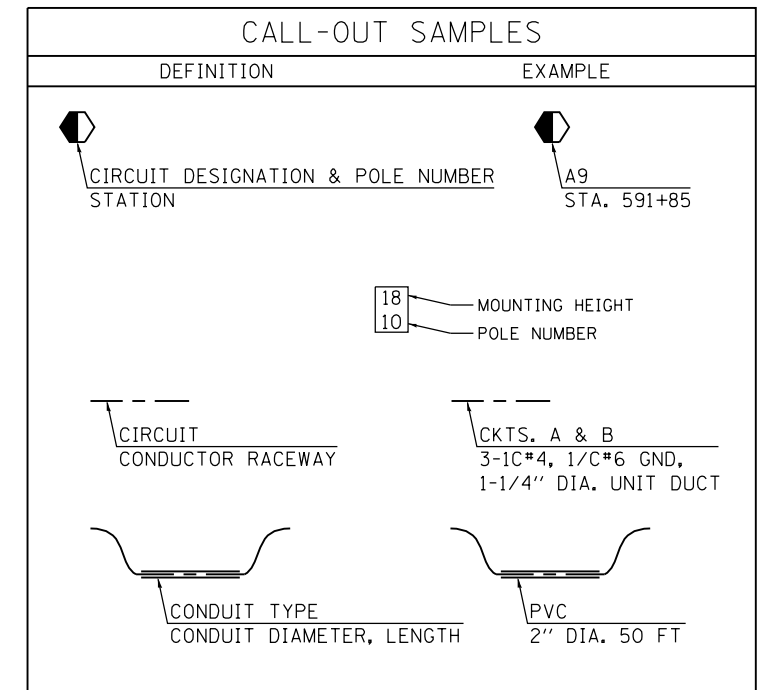 CALL-OUT SAMPLES
DEFINITION EXAMPLE
CIRCUIT DESIGNATION & POLE NUMBER
STATION
A9
STA. 591+85
18 MOUNTING HEIGHT
10 POLE NUMBER
CIRCUIT
CONDUCTOR RACEWAY
CKTS. A & B
3-1C#4, 1/C#6 GND,
1-1/4'' DIA. UNIT DUCT
CONDUIT TYPE
CONDUIT DIAMETER, LENGTH
PVC
2'' DIA. 50 FT